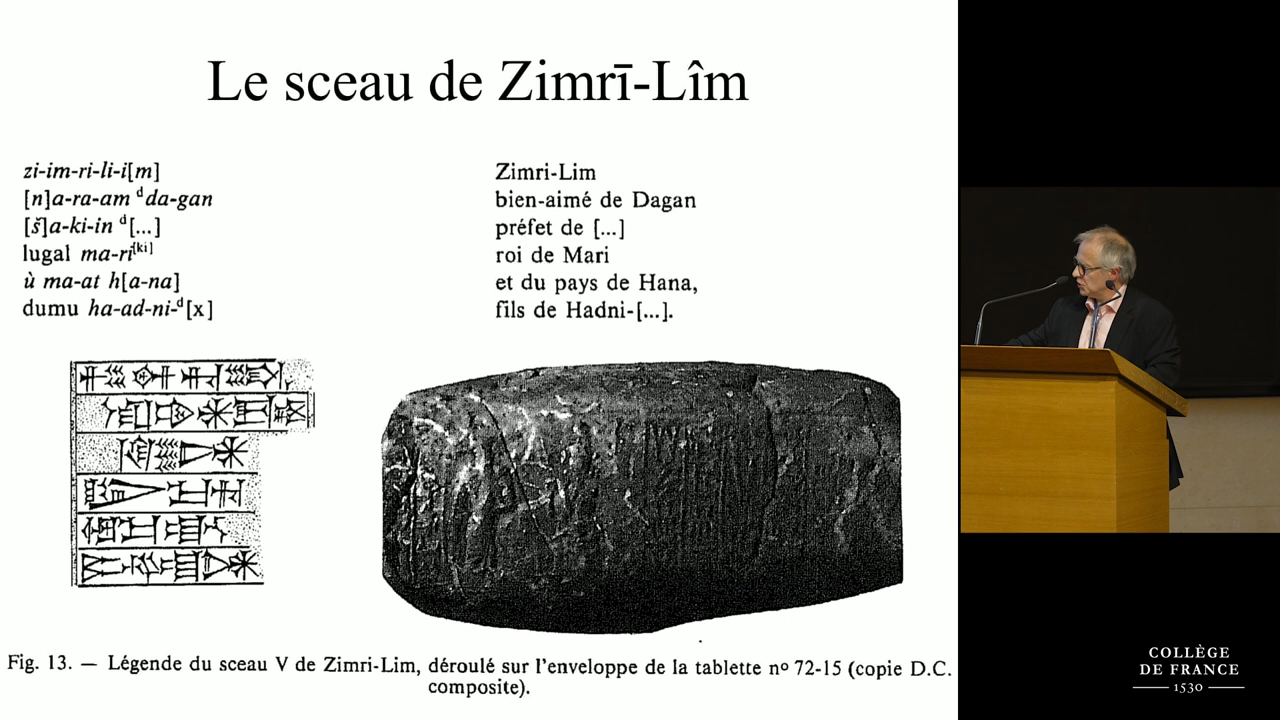 Le sceau de Zimrī-Lîm
zi-im-ri-li-i[m]
[n]a-ra-am ᵈda-gan
[š]a-ki-in ᵈ[...]
lugal ma-ri[ki]
ù ma-at h[a-na]
dumu ha-ad-ni-ᵈ[x]
Zimri-Lim
bien-aimé de Dagan
préfet de [...]
roi de Mari
et du pays de Hana,
fils de Hadni-[...].
Fig. 13. — Légende du sceau V de Zimri-Lim, déroulé sur l'enveloppe de la tablette nº 72-15 (copie D.C.
composite).
COLLÈGE
DE FRANCE
1530